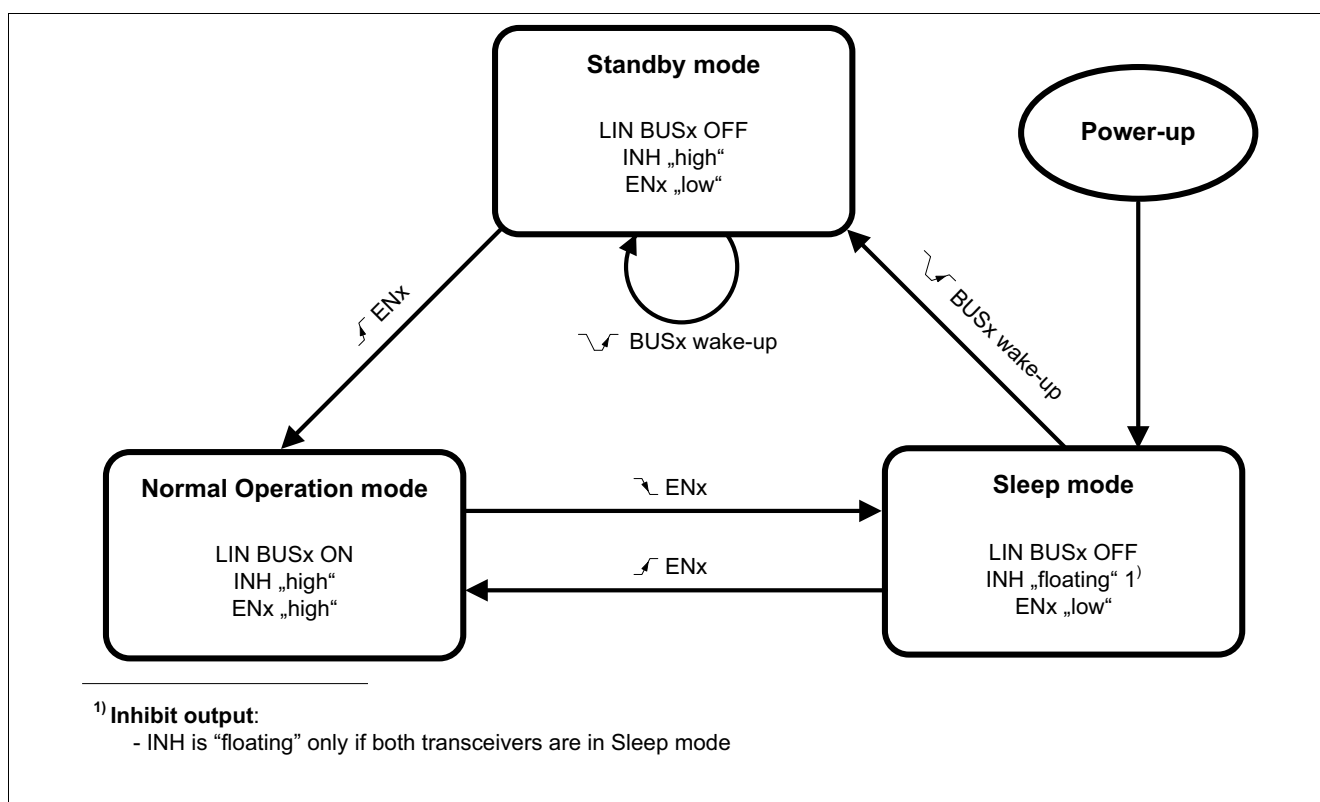 Standby mode
LIN BUSx OFF
INH „high“
ENx „low“
Power-up
ENx
BUSx wake-up
BUSx wake-up
Normal Operation mode
LIN BUSx ON
INH „high“
ENx „high“
ENx
ENx
Sleep mode
LIN BUSx OFF
INH „floating“ 1)
ENx „low“
1) Inhibit output:
- INH is “floating” only if both transceivers are in Sleep mode